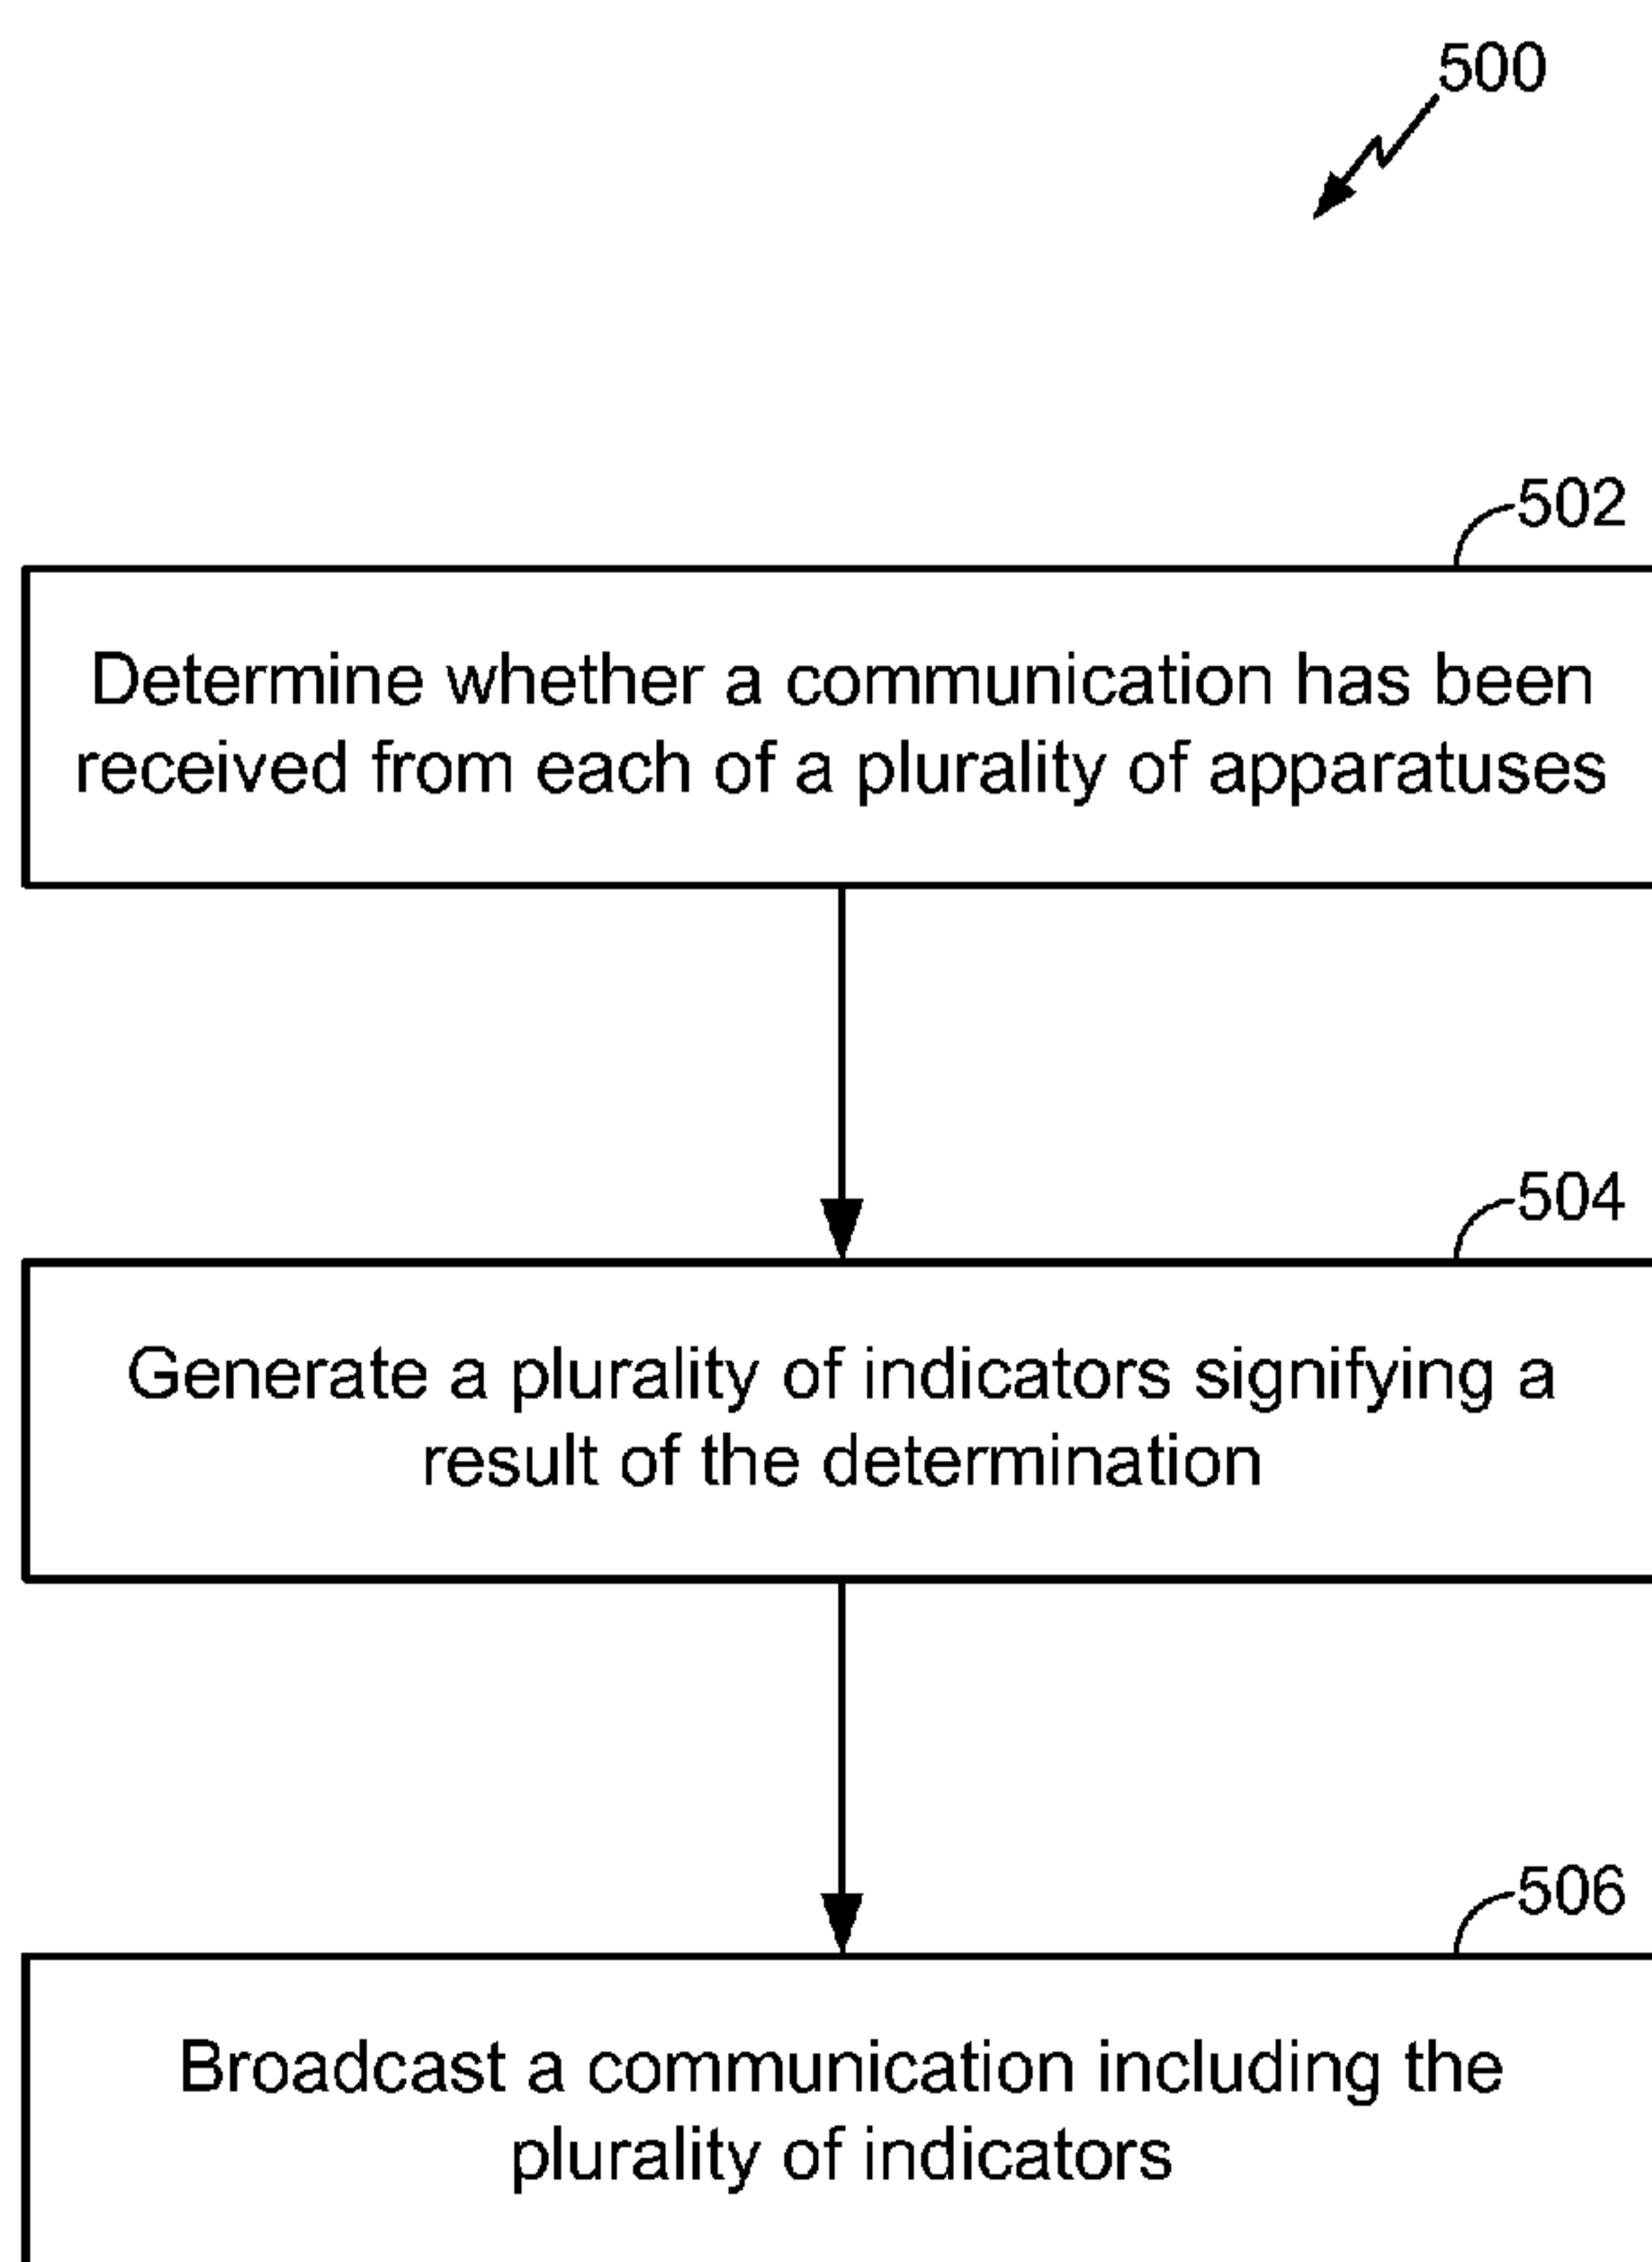 500
502
Determine whether a communication has been
received from each of a plurality of apparatuses
504
Generate a plurality of indicators signifying a
result of the determination
506
Broadcast a communication including the
plurality of indicators